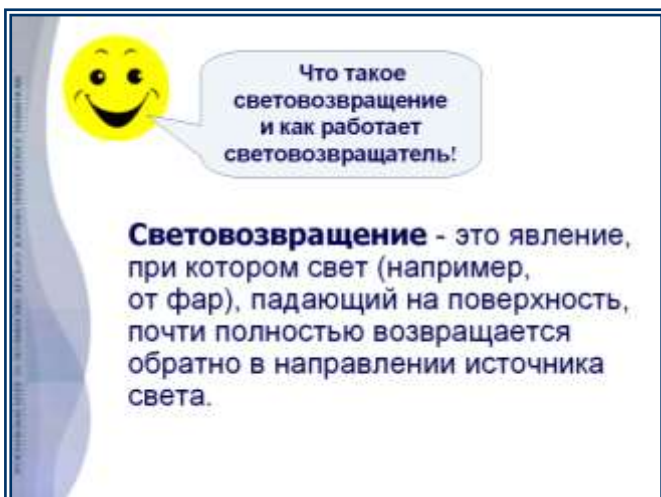 Что такое
световозвращение
и как работает
световозвращатель!
Световозвращение - это явление,
при котором свет (например,
от фар), падающий на поверхность,
почти полностью возвращается
обратно в направлении источника
света.